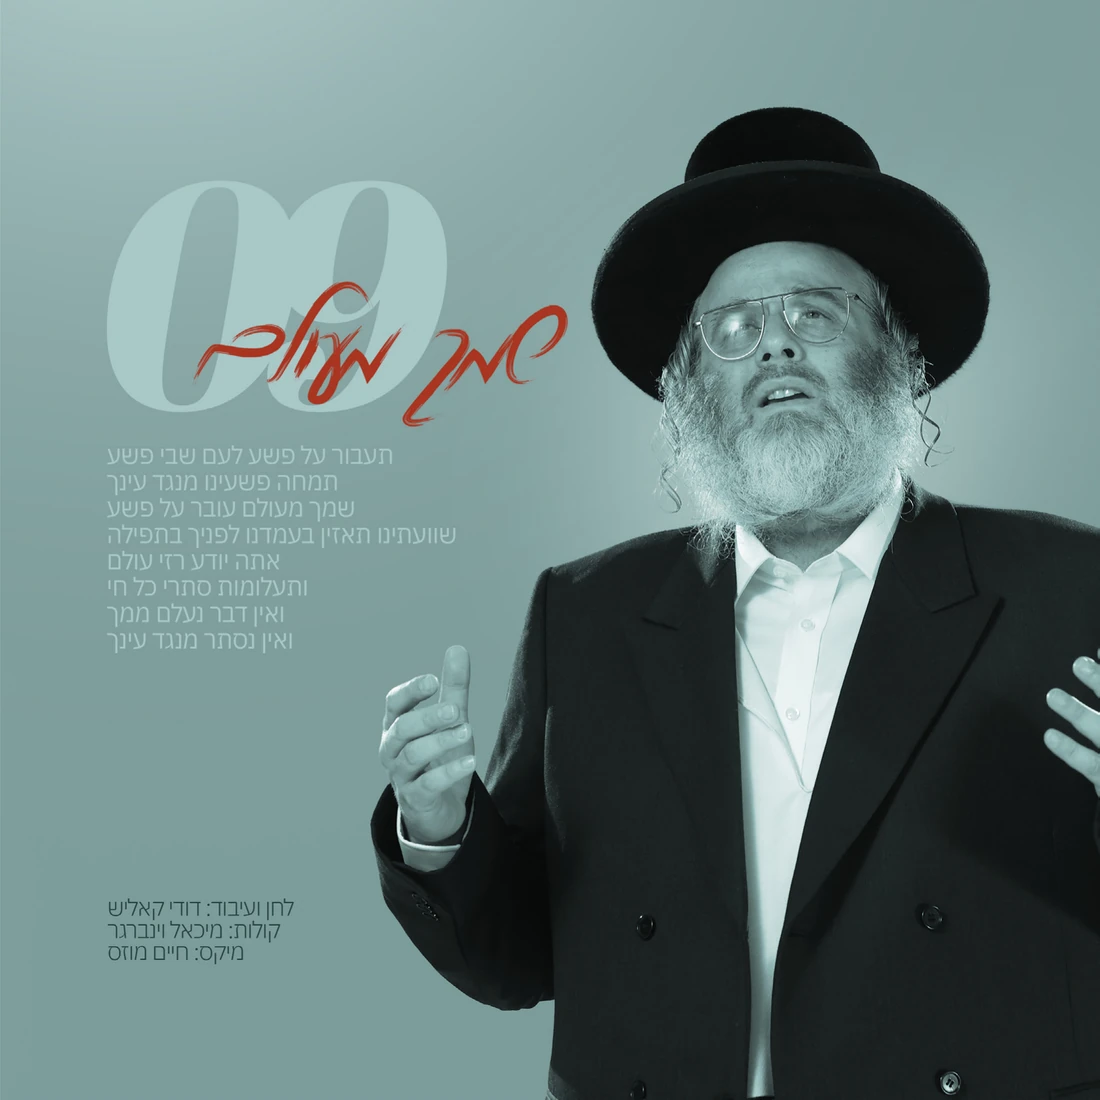 09
שמך מעולם
תעבור על פשע לעם שבי פשע
תמחה פשעינו מנגד עינך
שמך מעולם עובר על פשע
שוועתינו תאזין בעמדנו לפניך בתפילה
אתה יודע רזי עולם
ותעלומות סתרי כל חי
ואין דבר נעלם ממך
ואין נסתר מנגד עינך
לחן ועיבוד: דודי קאליש
קולות: מיכאל וינברגר
מיקס: חיים מוזס